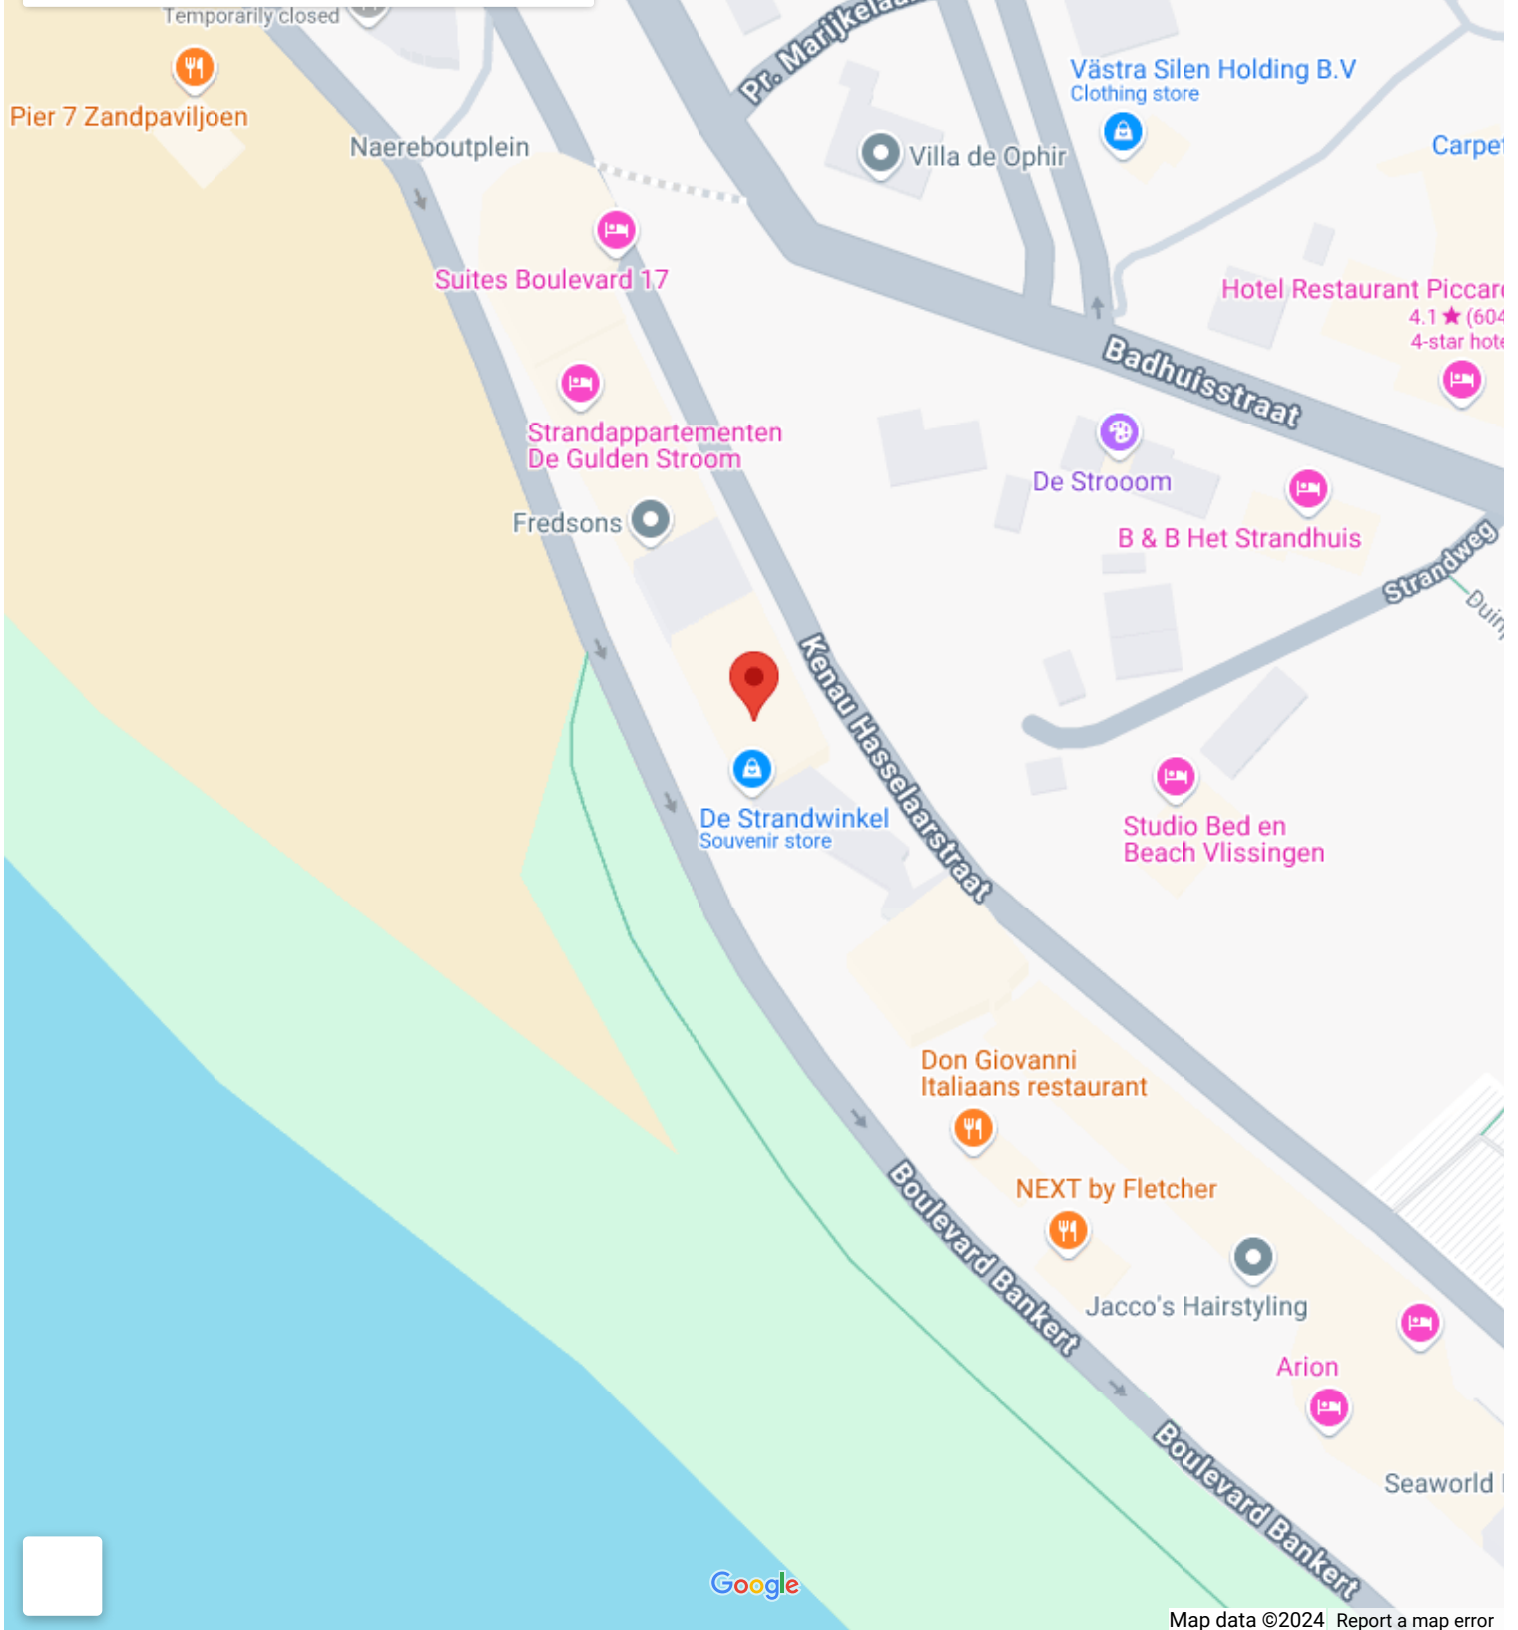 Temporarily closed
Pier 7 Zandpaviljoen
Naereboutplein
Pr. Marijkelaan
Västra Silen Holding B.V
Clothing store
Villa de Ophir
Suites Boulevard 17
Hotel Restaurant Piccar
4.1 ★ (604
4-star hote
Badhuisstraat
Strandappartementen
De Gulden Stroom
De Strooom
Fredsons
B & B Het Strandhuis
Strandweg
Kenau Hasselaarstraat
De Strandwinkel
Souvenir store
Studio Bed en
Beach Vlissingen
Don Giovanni
Italiaans restaurant
NEXT by Fletcher
Boulevard Bankert
Jacco's Hairstyling
Arion
Boulevard Bankert
Seaworld
Google
Map data ©2024
Report a map error